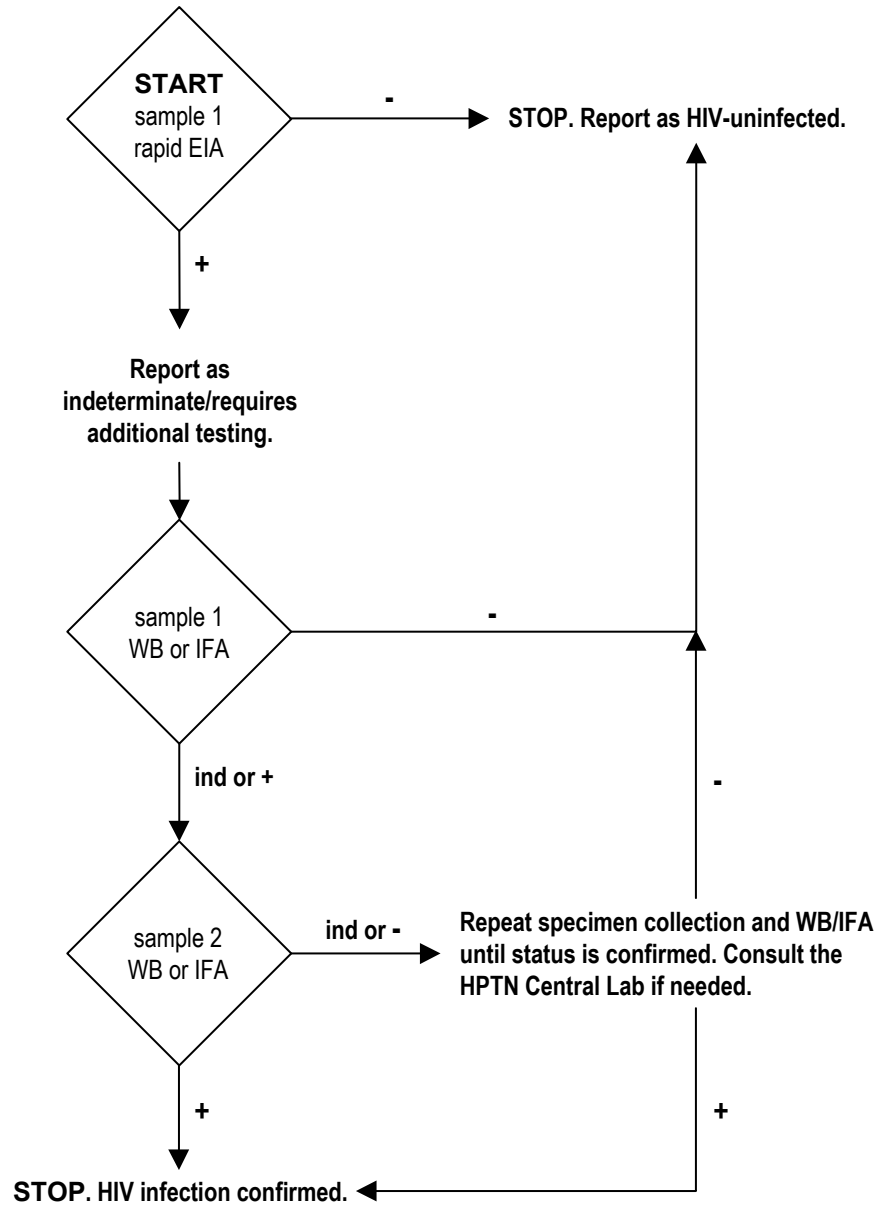 START
sample 1
rapid EIA
-
STOP. Report as HIV-uninfected.
+
Report as
indeterminate/requires
additional testing.
sample 1
WB or IFA
-
ind or +
-
sample 2
WB or IFA
ind or -
Repeat specimen collection and WB/IFA
until status is confirmed. Consult the
HPTN Central Lab if needed.
+
+
STOP. HIV infection confirmed.